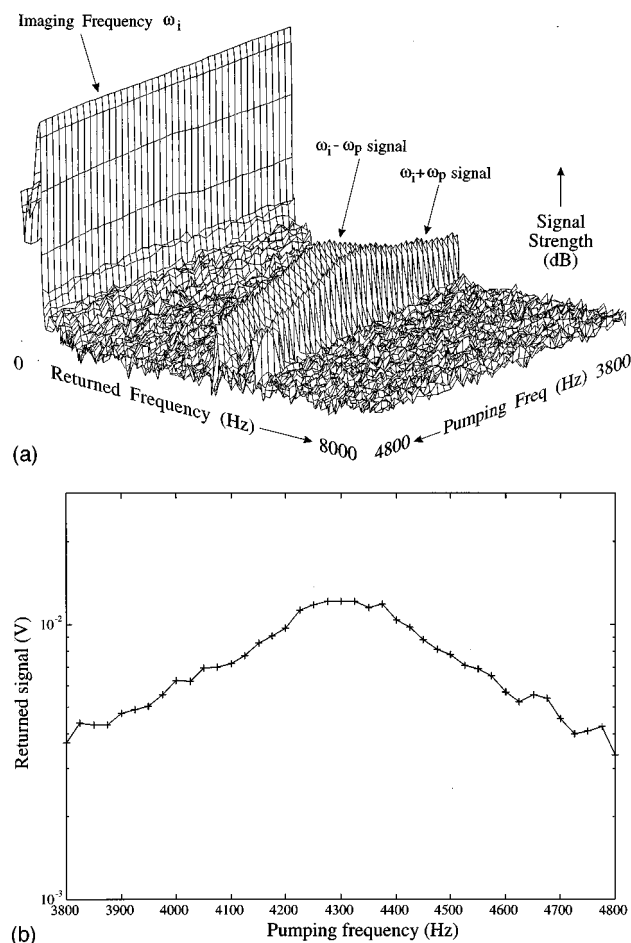 Imaging Frequency ωi
ωi- ωp signal
ωi+ ωp signal
Signal
Strength
(dB)
0
Returned Frequency (Hz)
8000
4800
Pumping Freq (Hz)
3800
(a)
10-2
10-3
Returned signal (V)
3800 3900 4000 4100 4200 4300 4400 4500 4600 4700 4800
Pumping frequency (Hz)
(b)